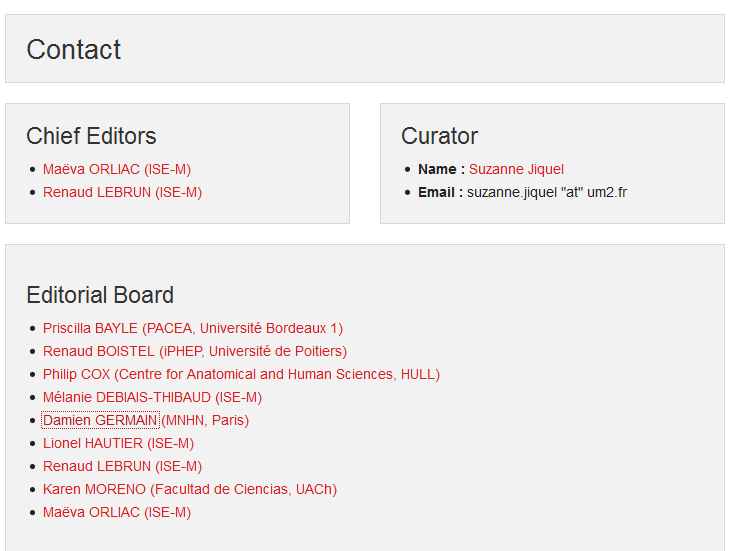 Contact
Chief Editors
Maëva ORLIAC (ISE-M)
Renaud LEBRUN (ISE-M)
Curator
Name : Suzanne Jiquel
Email : suzanne.jiquel "at" um2.fr
Editorial Board
Priscilla BAYLE (PACEA, Université Bordeaux 1)
Renaud BOISTEL (iPHEP, Université de Poitiers)
Philip COX (Centre for Anatomical and Human Sciences, HULL)
Mélanie DEBIAIS-THIBAUD (ISE-M)
Damien GERMAIN (MNHN, Paris)
Lionel HAUTIER (ISE-M)
Renaud LEBRUN (ISE-M)
Karen MORENO (Facultad de Ciencias, UACh)
Maëva ORLIAC (ISE-M)